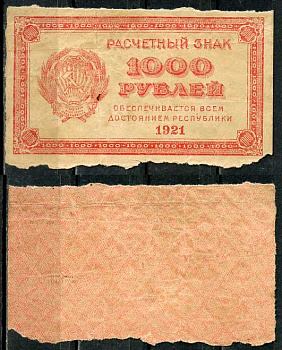 РАСЧЕТНЫЙ ЗНАК
1000
РУБЛЕЙ
ОБЕСПЕЧИВАЕТСЯ ВСЕМ
ДОСТОЯНИЕМ РЕСПУБЛИКИ
1921